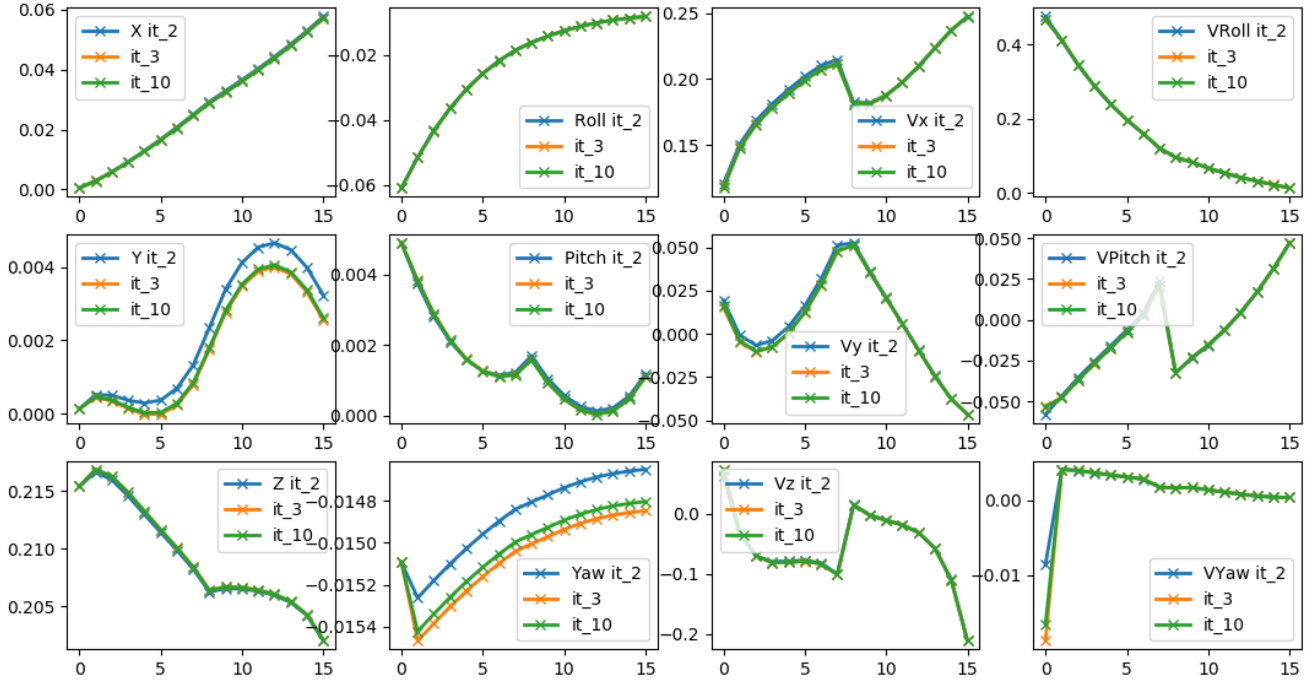 0.06
0.04
0.02
0.00
X it_2
it_3
it_10
0 5 10 15
−0.02
−0.04
−0.06
Roll it_2
it_3
it_10
0 5 10 15
0.25
0.20
0.15
Vx it_2
it_3
it_10
0 5 10 15
0.4
0.2
0.0
VRoll it_2
it_3
it_10
0 5 10 15
0.004
0.002
0.000
Y it_2
it_3
it_10
0 5 10 15
0.004
0.002
0.000
Pitch it_2
it_3
it_10
0 5 10 15
0.050
0.025
0.000
−0.025
−0.050
Vy it_2
it_3
it_10
0 5 10 15
0.050
0.025
0.000
−0.025
−0.050
VPitch it_2
it_3
it_10
0 5 10 15
0.215
0.210
0.205
Z it_2
it_3
it_10
0 5 10 15
−0.0148
−0.0150
−0.0152
−0.0154
Yaw it_2
it_3
it_10
0 5 10 15
0.0
−0.1
−0.2
Vz it_2
it_3
it_10
0 5 10 15
0.00
−0.01
VYaw it_2
it_3
it_10
0 5 10 15